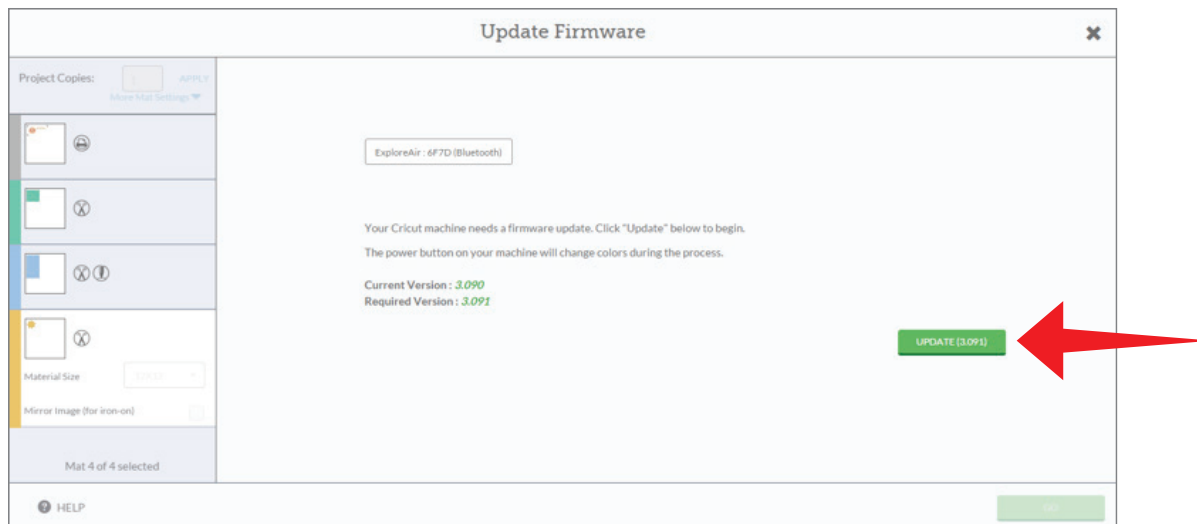 Update Firmware
Project Copies: 1 APPLY
More Mat Settings
ExploreAir : 6F7D (Bluetooth)
Your Cricut machine needs a firmware update. Click "Update" below to begin.
The power button on your machine will change colors during the process.
Current Version : 3.090
Required Version : 3.091
UPDATE (3.091)
Material Size
Mirror Image (for iron-on)
Mat 4 of 4 selected
HELP
GO